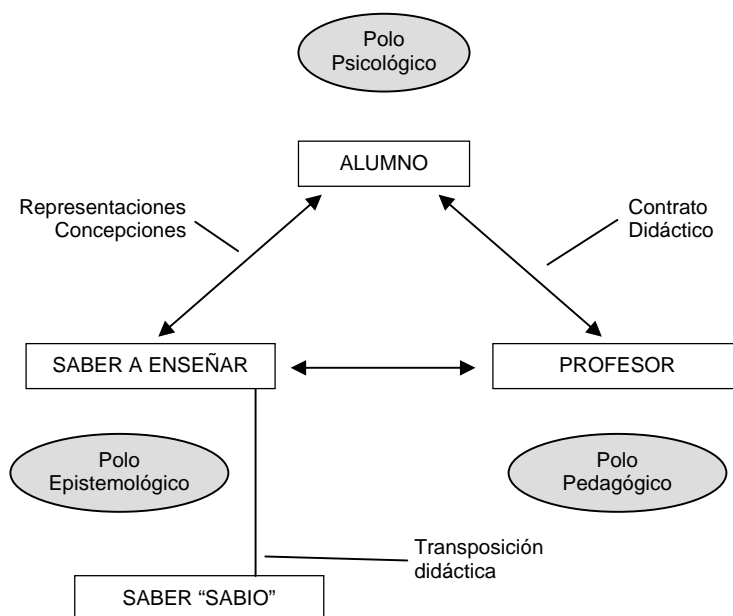 Polo
Psicológico
ALUMNO
Representaciones
Concepciones
Contrato
Didáctico
SABER A ENSEÑAR
PROFESOR
Polo
Epistemológico
Polo
Pedagógico
Transposición
didáctica
SABER “SABIO”